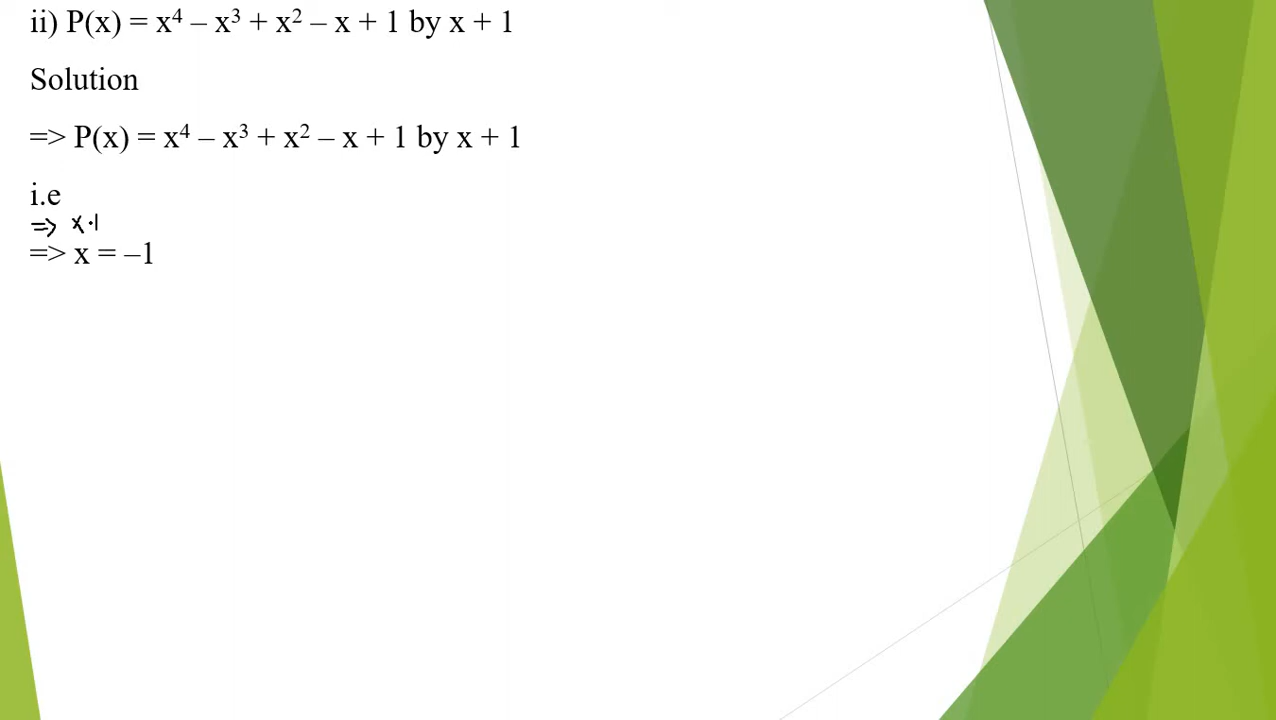 ii) P(x) = x⁴ – x³ + x² – x + 1 by x + 1
Solution
=> P(x) = x⁴ – x³ + x² – x + 1 by x + 1
i.e
=> x·1
=> x = –1